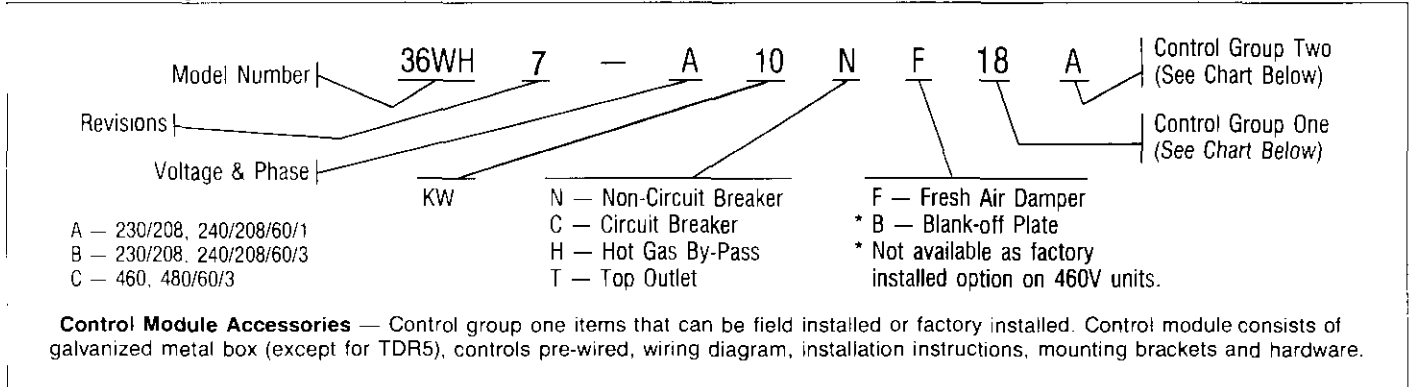 36WH 7 – A 10 N F 18 A
Model Number
Control Group Two
(See Chart Below)
Revisions
Control Group One
(See Chart Below)
Voltage & Phase
KW
A — 230/208, 240/208/60/1
B — 230/208, 240/208/60/3
C — 460, 480/60/3
N — Non-Circuit Breaker
C — Circuit Breaker
H — Hot Gas By-Pass
T — Top Outlet
F — Fresh Air Damper
* B — Blank-off Plate
* Not available as factory
installed option on 460V units.
Control Module Accessories — Control group one items that can be field installed or factory installed. Control module consists of
galvanized metal box (except for TDR5), controls pre-wired, wiring diagram, installation instructions, mounting brackets and hardware.